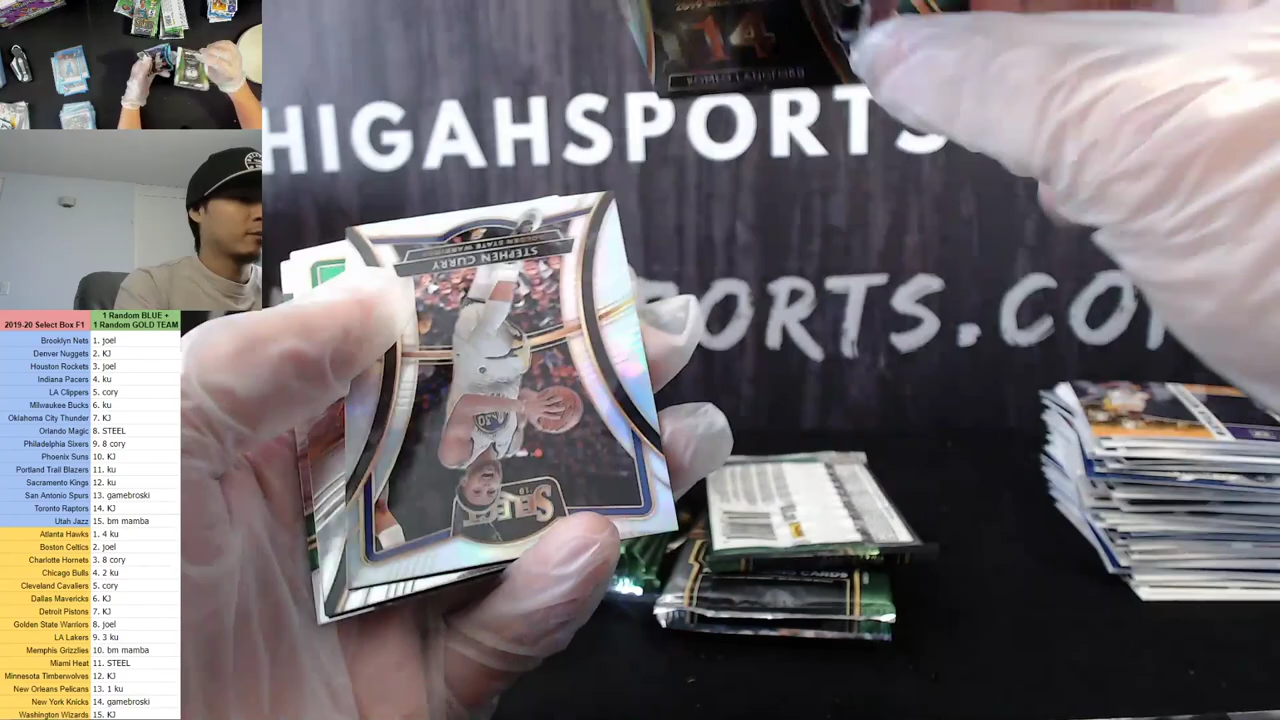 14
ROMEO LANGFORD
HIGAHSPORTS
PORTS.CO
GOLDEN STATE WARRIORS
STEPHEN CURRY
SELECT
CARDS
2019-20 Select Box F1
1 Random BLUE +
1 Random GOLD TEAM
Brooklyn Nets 1. joel
Denver Nuggets 2. KJ
Houston Rockets 3. joel
Indiana Pacers 4. ku
LA Clippers 5. cory
Milwaukee Bucks 6. ku
Oklahoma City Thunder 7. KJ
Orlando Magic 8. STEEL
Philadelphia Sixers 9. 8 cory
Phoenix Suns 10. KJ
Portland Trail Blazers 11. ku
Sacramento Kings 12. ku
San Antonio Spurs 13. gamebroski
Toronto Raptors 14. KJ
Utah Jazz 15. bm mamba
Atlanta Hawks 1. 4 ku
Boston Celtics 2. joel
Charlotte Hornets 3. 8 cory
Chicago Bulls 4. 2 ku
Cleveland Cavaliers 5. cory
Dallas Mavericks 6. KJ
Detroit Pistons 7. KJ
Golden State Warriors 8. joel
LA Lakers 9. 3 ku
Memphis Grizzlies 10. bm mamba
Miami Heat 11. STEEL
Minnesota Timberwolves 12. KJ
New Orleans Pelicans 13. 1 ku
New York Knicks 14. gamebroski
Washington Wizards 15. KJ